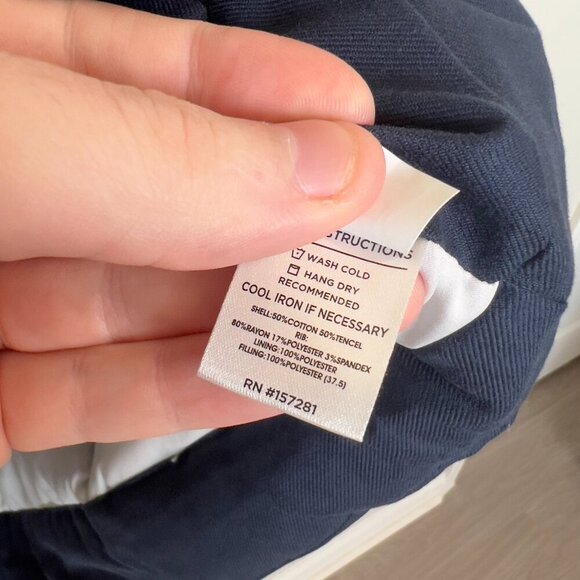 STRUCTIONS
WASH COLD
HANG DRY
RECOMMENDED
COOL IRON IF NECESSARY
SHELL:50%COTTON 50%TENCEL
RIB:
80%RAYON 17%POLYESTER 3%SPANDEX
LINING:100%POLYESTER
FILLING:100%POLYESTER (37.5)
RN #157281